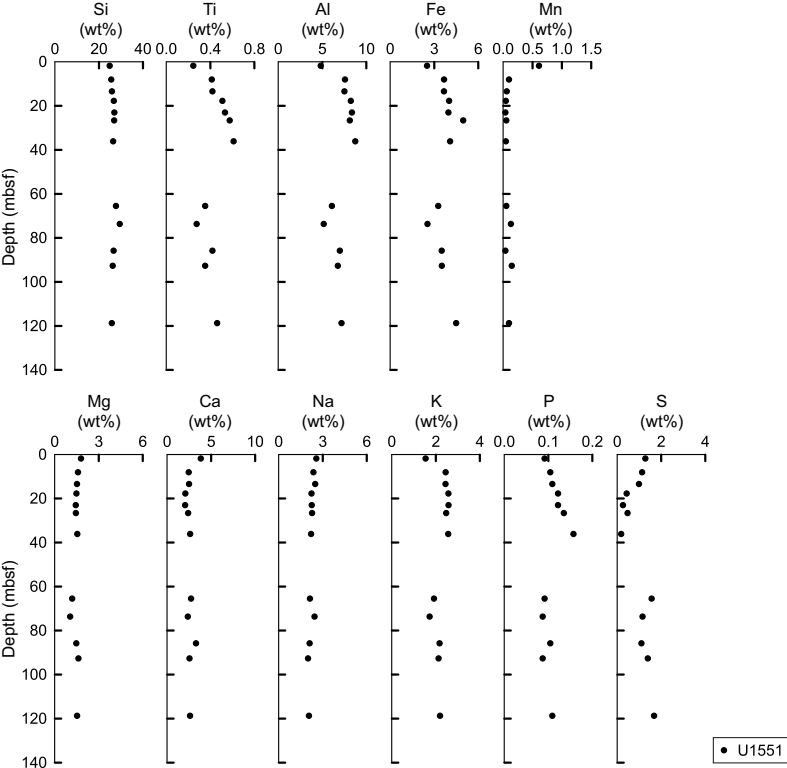 Si Ti Al Fe Mn
(wt%) (wt%) (wt%) (wt%) (wt%)
0 20 40 0.0 0.4 0.8 0 5 10 0 3 6 0.0 0.5 1.0 1.5
0
20
40
60
80
100
120
140
Depth (mbsf)
Mg Ca Na K P S
(wt%) (wt%) (wt%) (wt%) (wt%) (wt%)
0 3 6 0 5 10 0 3 6 0 2 4 0.0 0.1 0.2 0 2 4
0
20
40
60
80
100
120
140
Depth (mbsf)
U1551